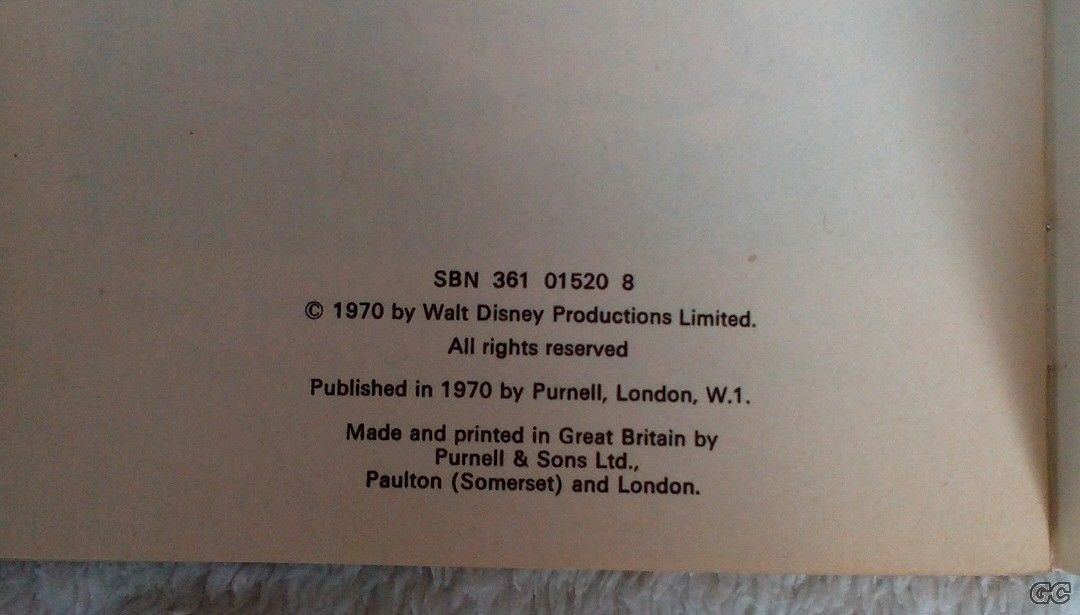 SBN 361 01520 8
© 1970 by Walt Disney Productions Limited.
All rights reserved
Published in 1970 by Purnell, London, W.1.
Made and printed in Great Britain by
Purnell & Sons Ltd.,
Paulton (Somerset) and London.
GC